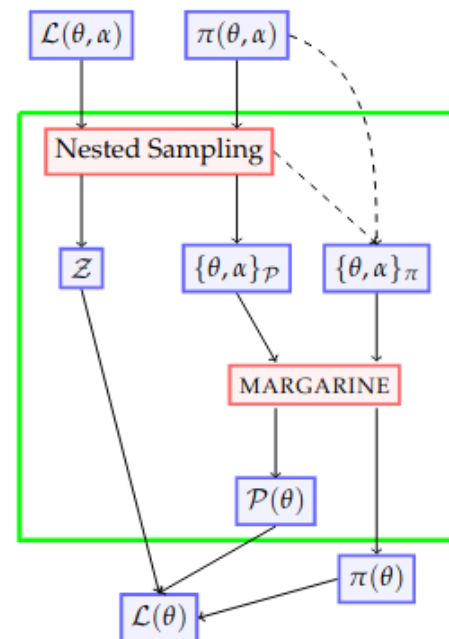 ℒ(θ, α)
π(θ, α)
Nested Sampling
𝒵
{θ, α}𝒫
{θ, α}π
MARGARINE
𝒫(θ)
π(θ)
ℒ(θ)